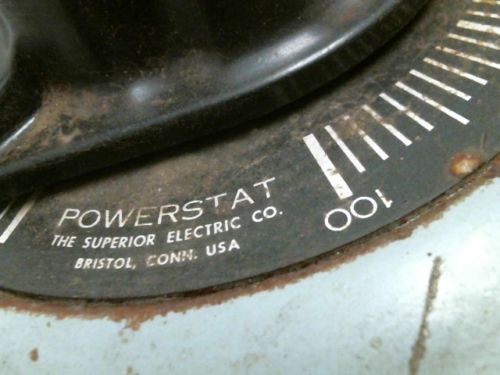 POWERSTAT
THE SUPERIOR ELECTRIC CO.
BRISTOL, CONN. USA
100